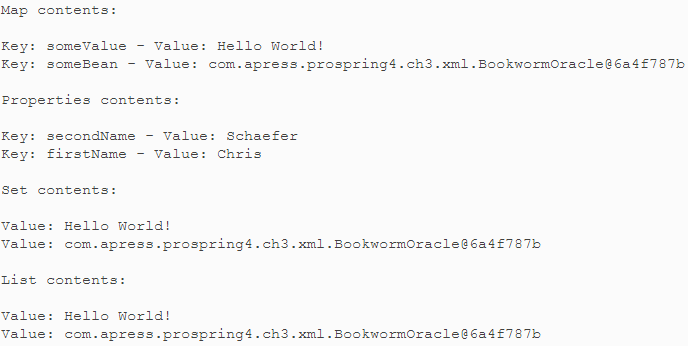 Map contents:
Key: someValue - Value: Hello World!
Key: someBean - Value: com.apress.prospring4.ch3.xml.BookwormOracle@6a4f787b
Properties contents:
Key: secondName - Value: Schaefer
Key: firstName - Value: Chris
Set contents:
Value: Hello World!
Value: com.apress.prospring4.ch3.xml.BookwormOracle@6a4f787b
List contents:
Value: Hello World!
Value: com.apress.prospring4.ch3.xml.BookwormOracle@6a4f787b